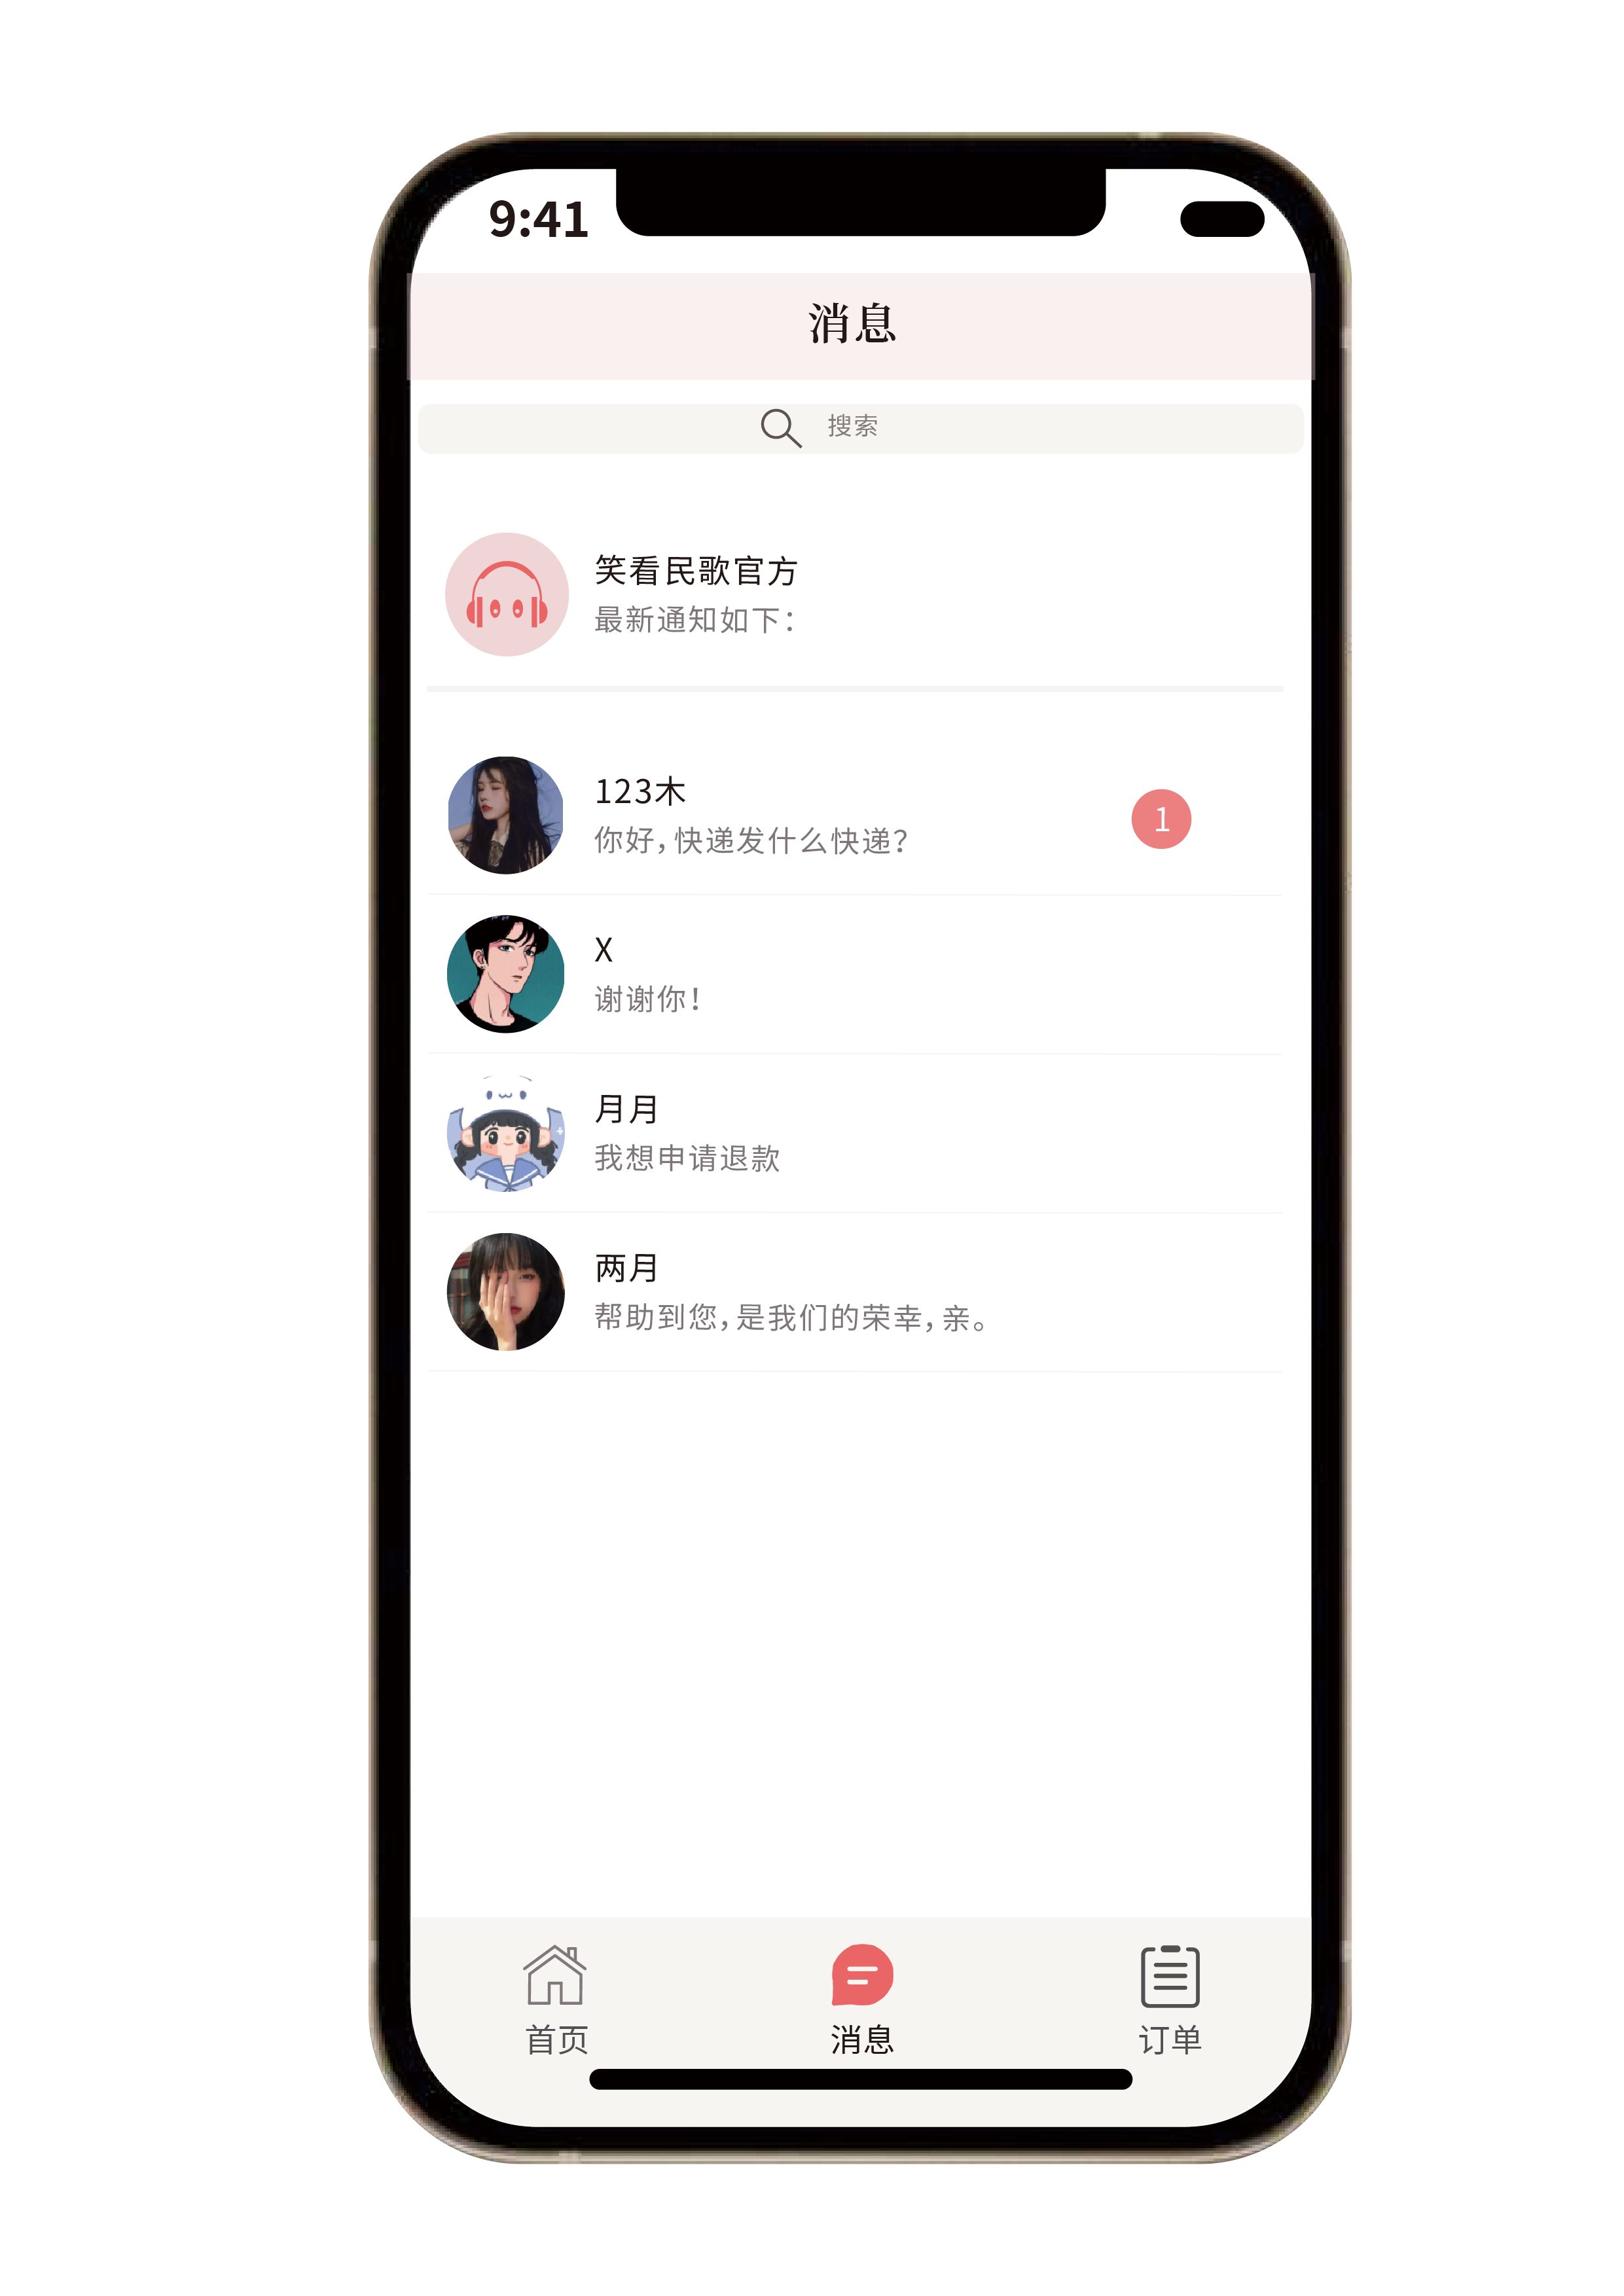 9:41
消息
搜索
笑看民歌官方
最新通知如下：
123木
你好，快递发什么快递？
1
X
谢谢你！
月月
我想申请退款
两月
帮助到您，是我们的荣幸，亲。
首页
消息
订单